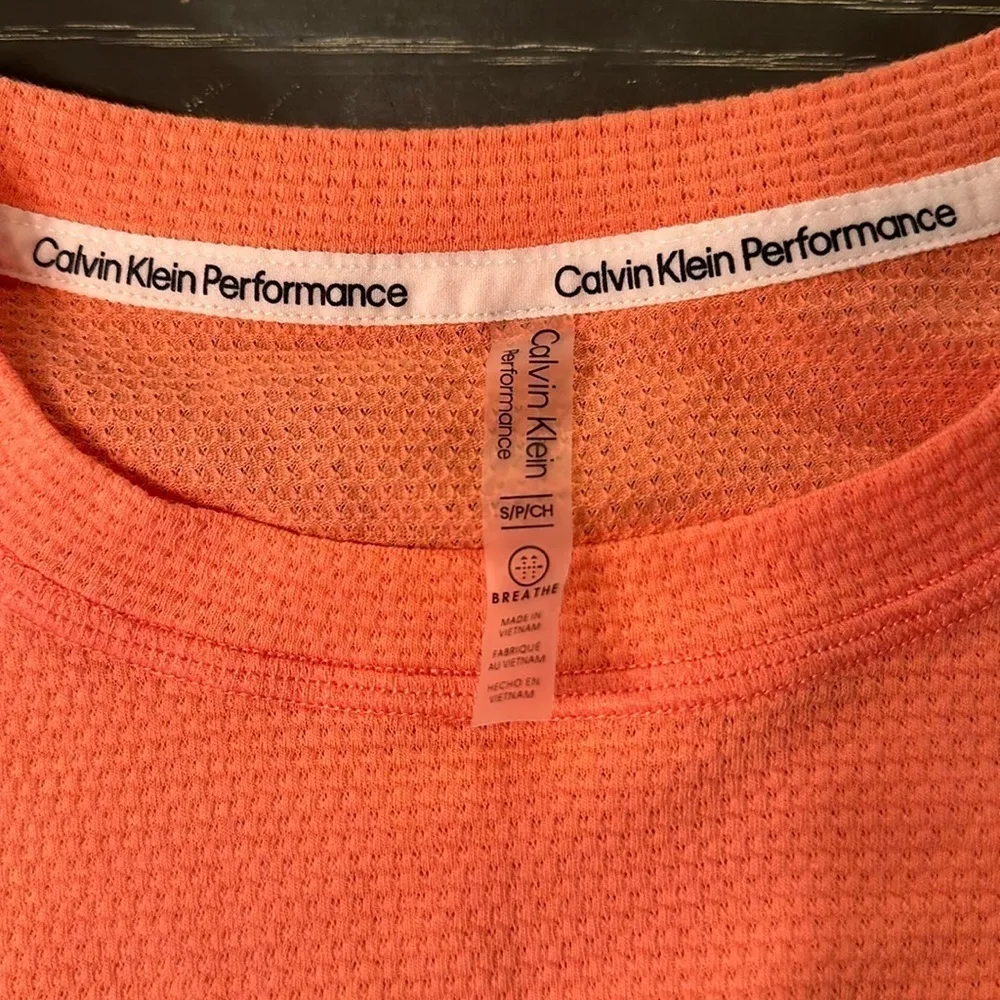 Calvin Klein Performance
Calvin Klein Performance
Calvin Klein
Performance
S/P/CH
BREATHE
MADE IN
VIETNAM
FABRIQUÉ
AU VIETNAM
HECHO EN
VIETNAM